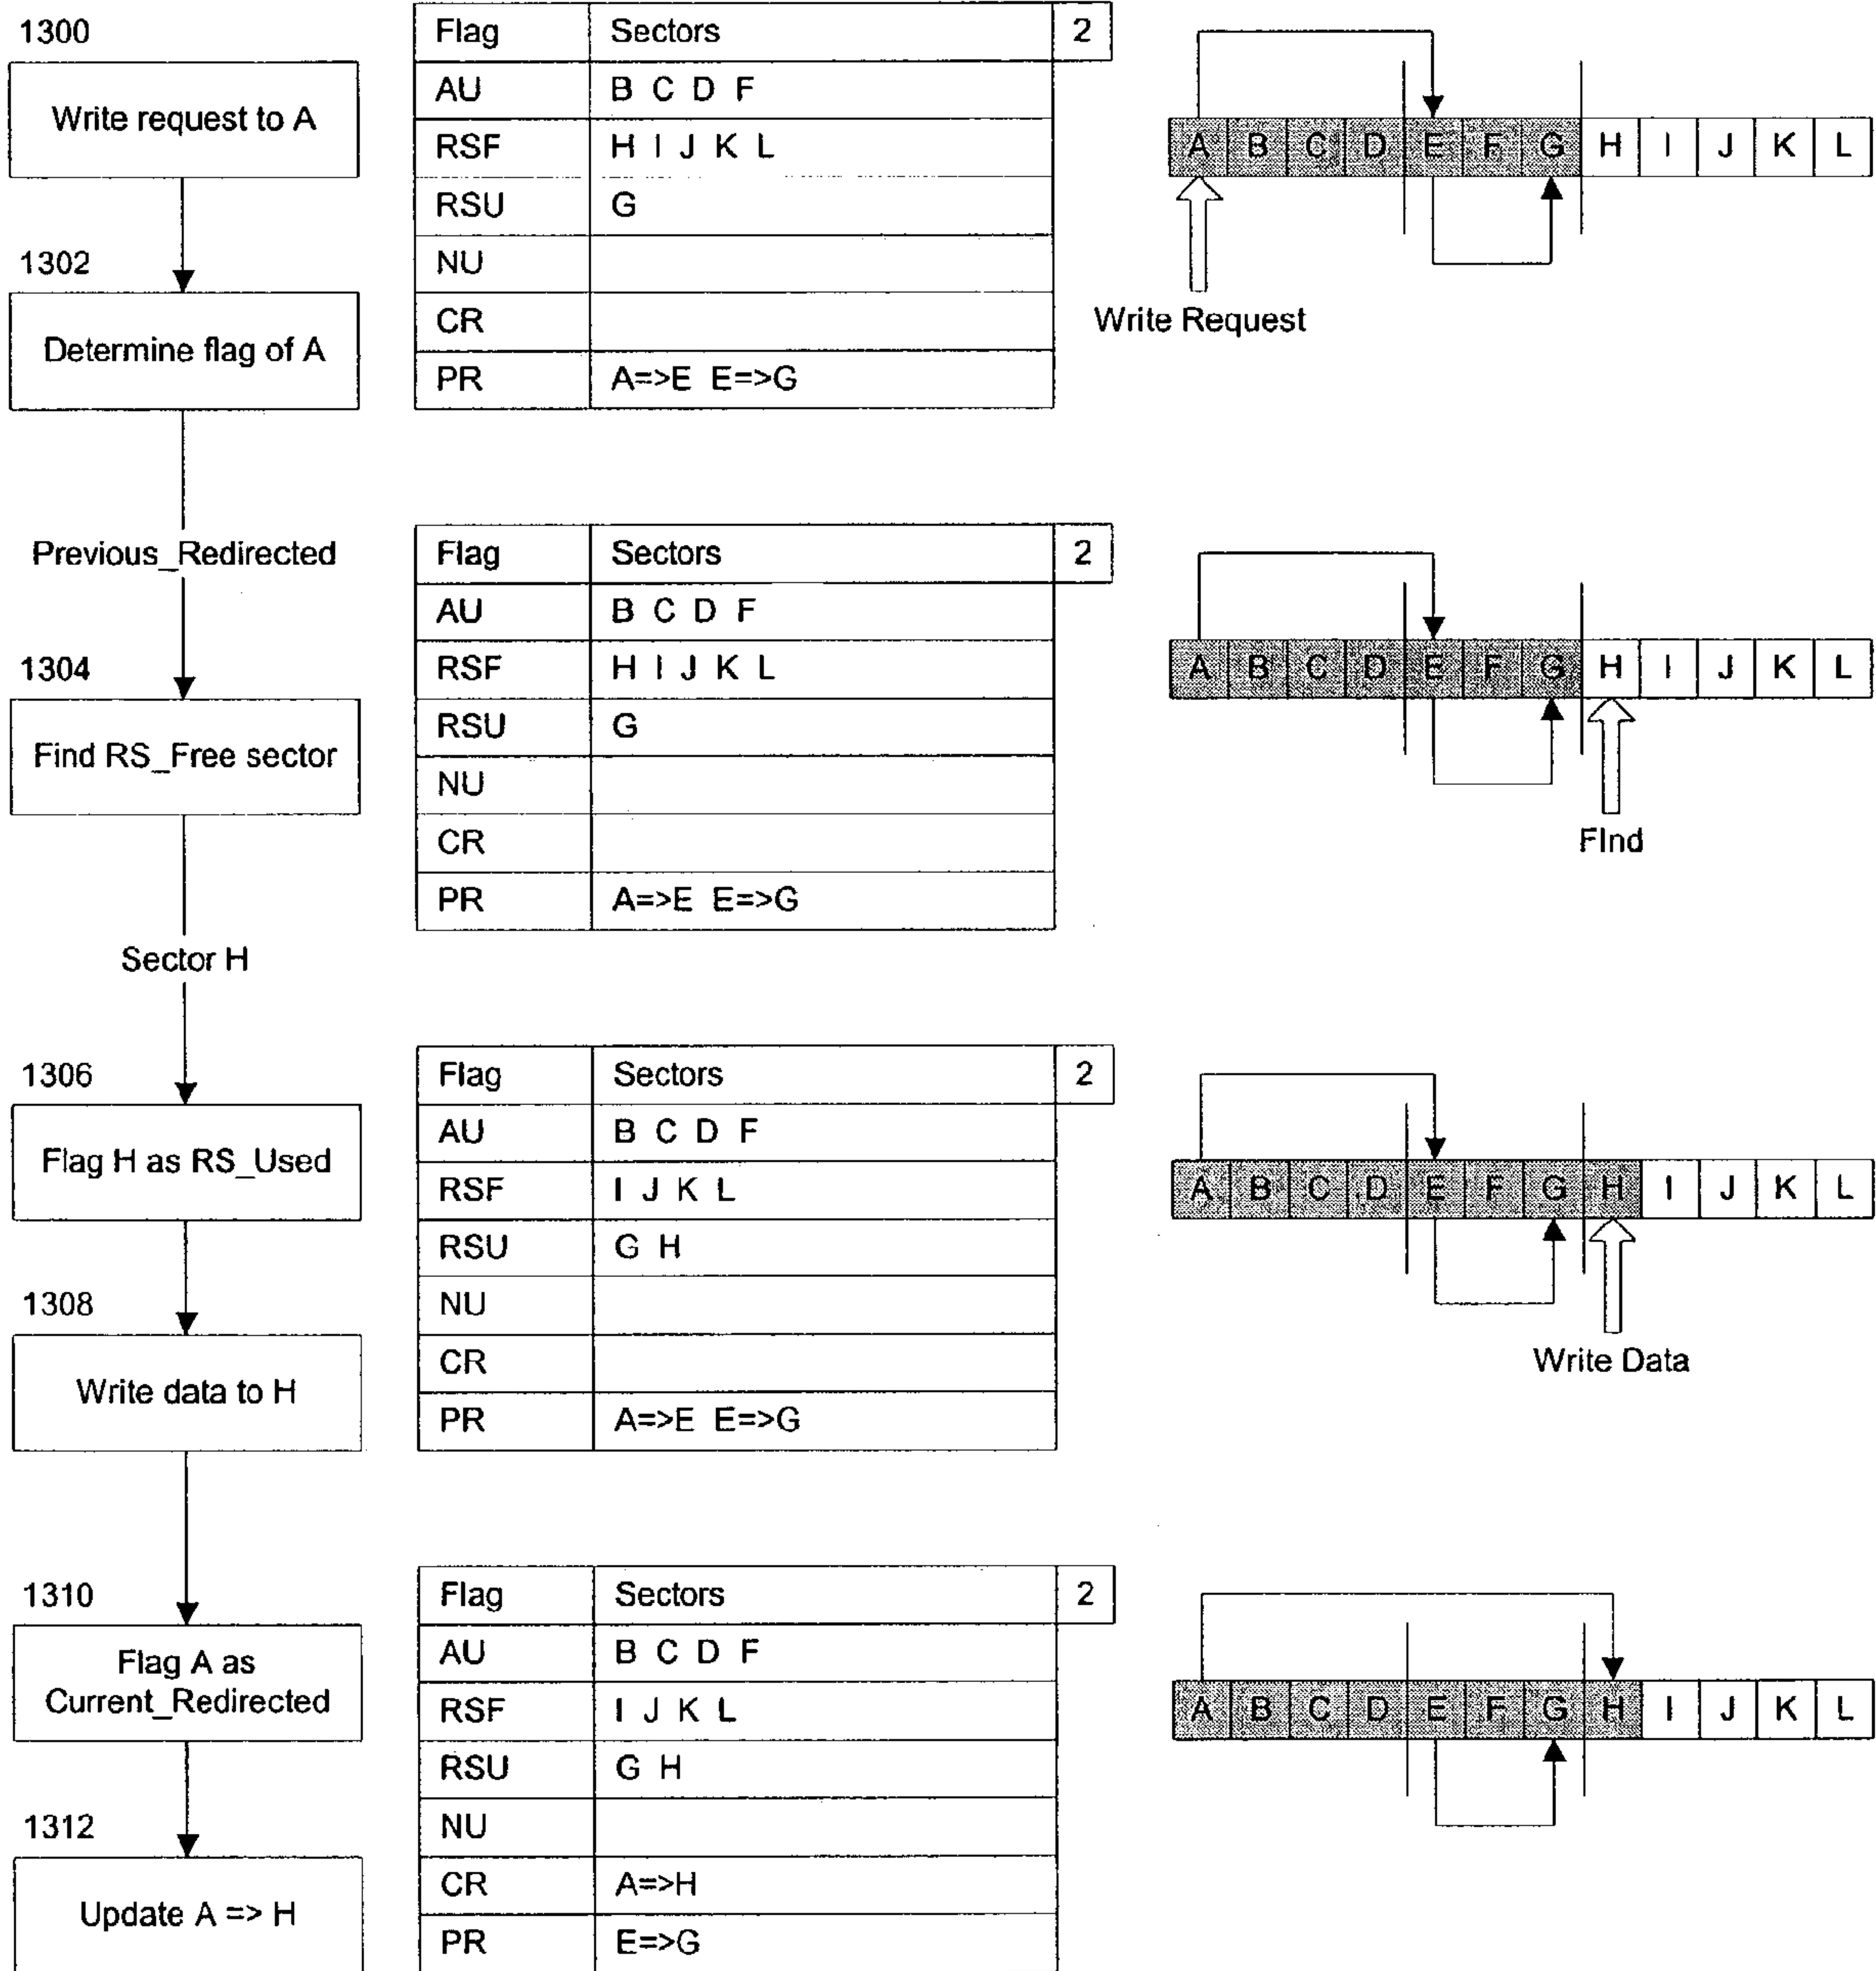 1300
Write request to A
1302
Determine flag of A
Previous_Redirected
1304
Find RS_Free sector
Sector H
1306
Flag H as RS_Used
1308
Write data to H
1310
Flag A as
Current_Redirected
1312
Update A => H
Flag Sectors 2
AU B C D F
RSF H I J K L
RSU G
NU
CR
PR A=>E E=>G
A B C D E F G H I J K L
Write Request
Flag Sectors 2
AU B C D F
RSF H I J K L
RSU G
NU
CR
PR A=>E E=>G
A B C D E F G H I J K L
FInd
Flag Sectors 2
AU B C D F
RSF I J K L
RSU G H
NU
CR
PR A=>E E=>G
A B C D E F G H I J K L
Write Data
Flag Sectors 2
AU B C D F
RSF I J K L
RSU G H
NU
CR A=>H
PR E=>G
A B C D E F G H I J K L